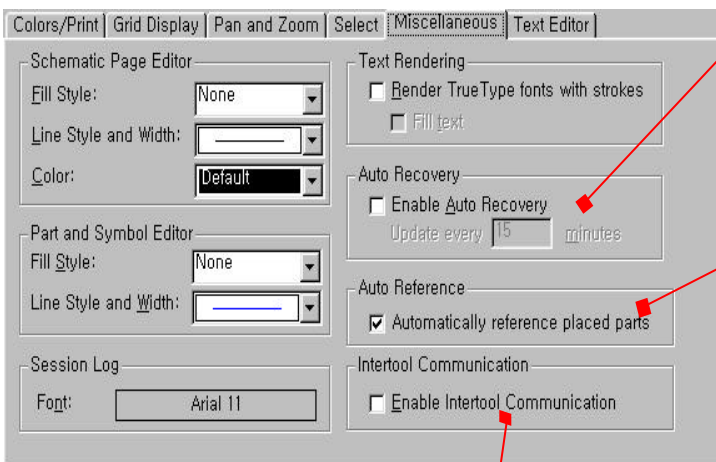 Colors/Print Grid Display Pan and Zoom Select Miscellaneous Text Editor
Schematic Page Editor
Fill Style: None
Line Style and Width:
Color: Default
Part and Symbol Editor
Fill Style: None
Line Style and Width:
Session Log
Font: Arial 11
Text Rendering
Render TrueType fonts with strokes
Fill text
Auto Recovery
Enable Auto Recovery
Update every 15 minutes
Auto Reference
Automatically reference placed parts
Intertool Communication
Enable Intertool Communication